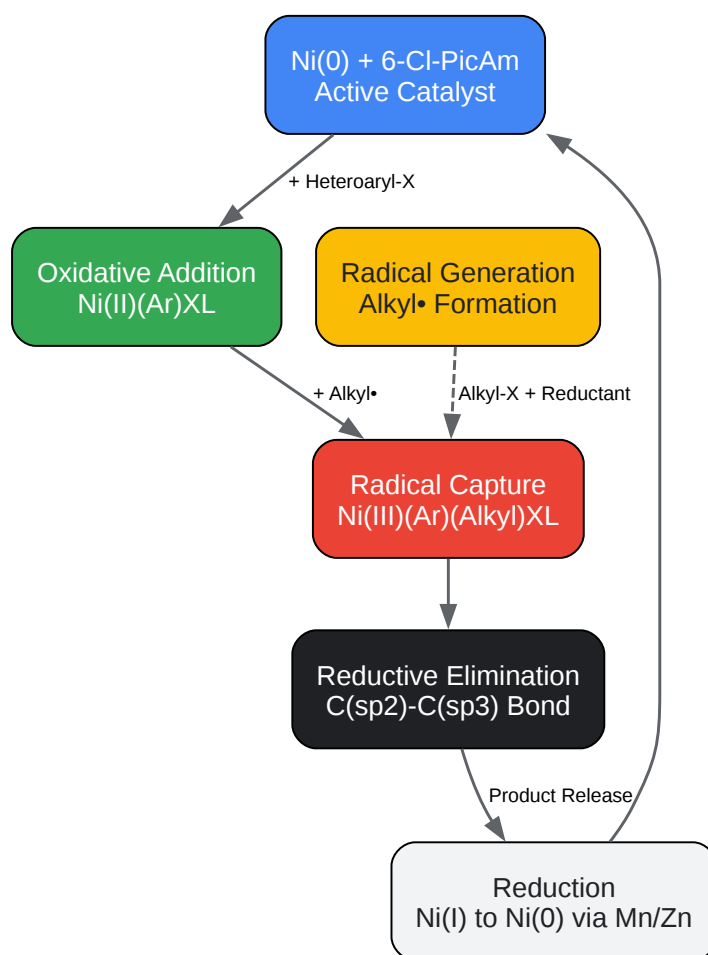 Ni(0) + 6-Cl-PicAm
Active Catalyst
+ Heteroaryl-X
Oxidative Addition
Ni(II)(Ar)XL
Radical Generation
Alkyl• Formation
+ Alkyl•
Alkyl-X + Reductant
Radical Capture
Ni(III)(Ar)(Alkyl)XL
Reductive Elimination
C(sp2)-C(sp3) Bond
Product Release
Reduction
Ni(I) to Ni(0) via Mn/Zn